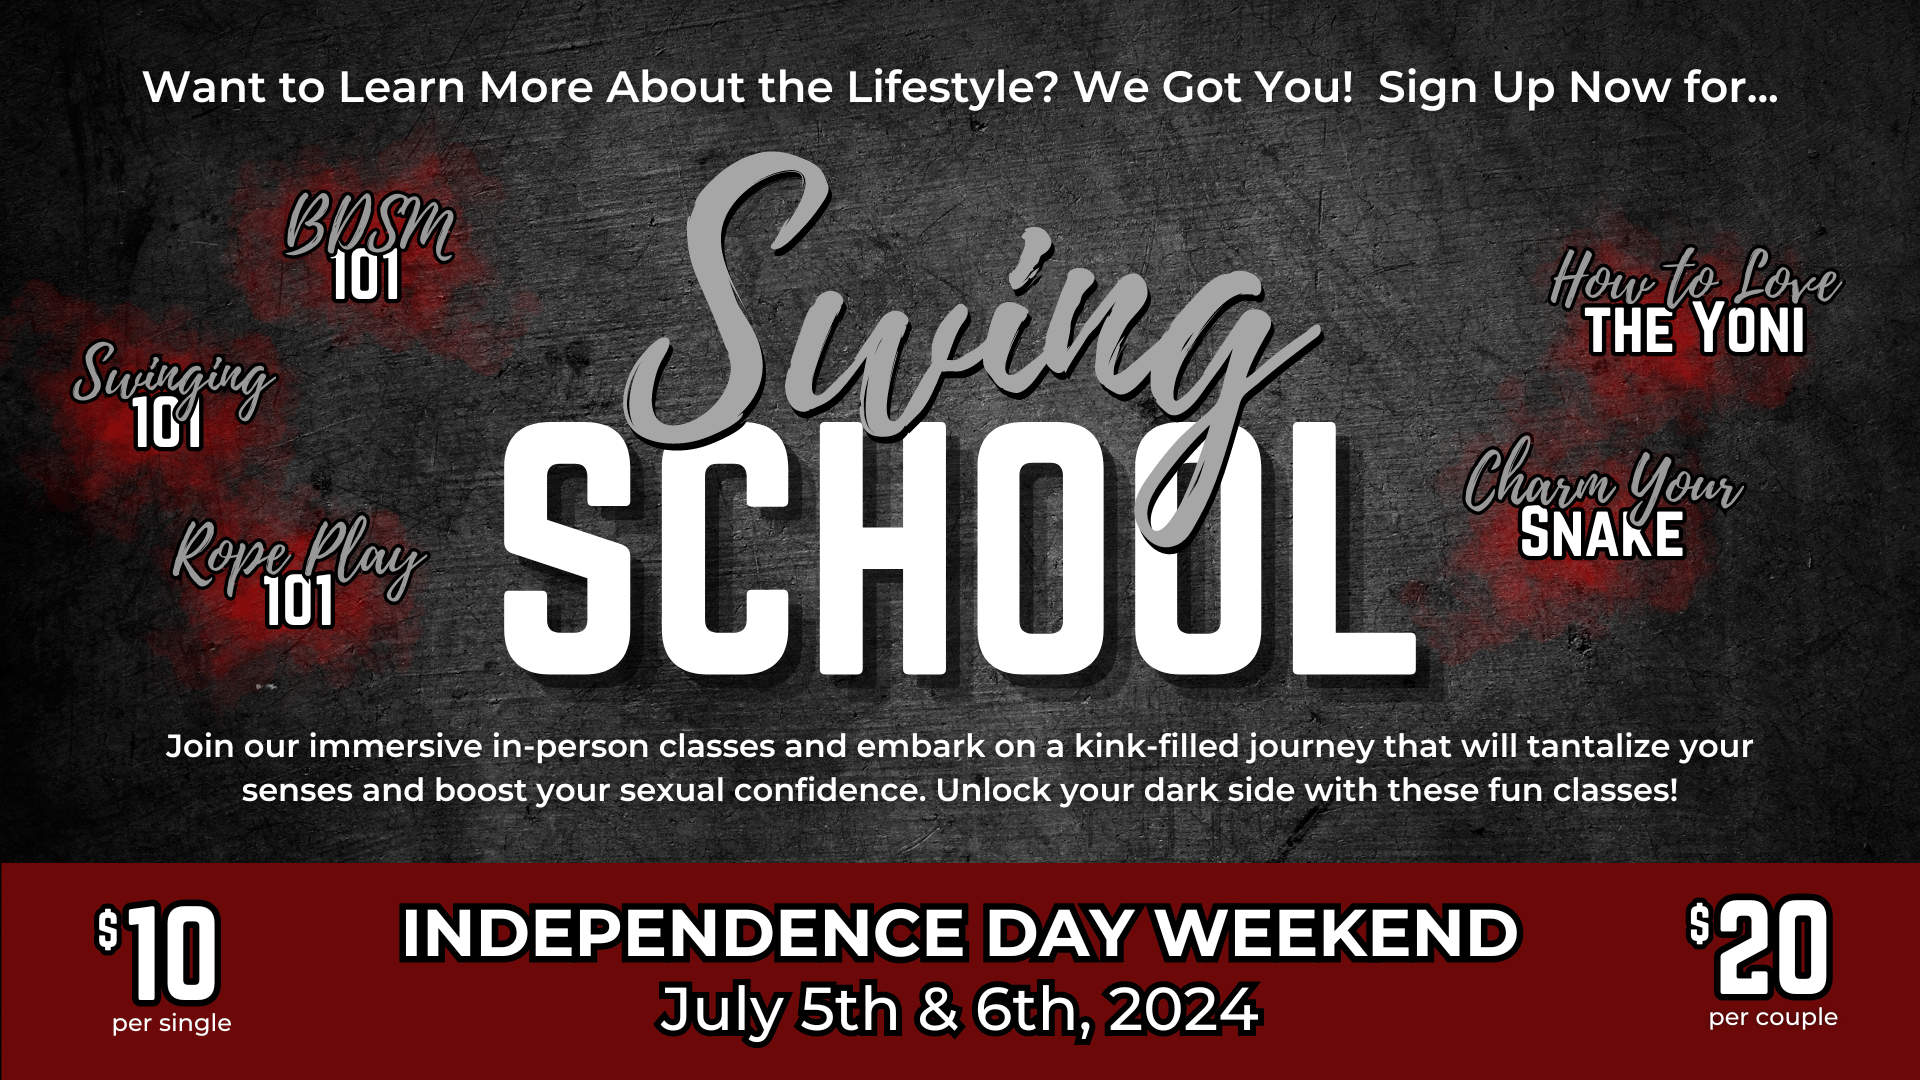 Want to Learn More About the Lifestyle? We Got You! Sign Up Now for...
BDSM
101
Swinging
101
Rope Play
101
Swing
SCHOOL
How to Love
THE YONI
Charm Your
SNAKE
Join our immersive in-person classes and embark on a kink-filled journey that will tantalize your
senses and boost your sexual confidence. Unlock your dark side with these fun classes!
$10
per single
INDEPENDENCE DAY WEEKEND
July 5th & 6th, 2024
$20
per couple